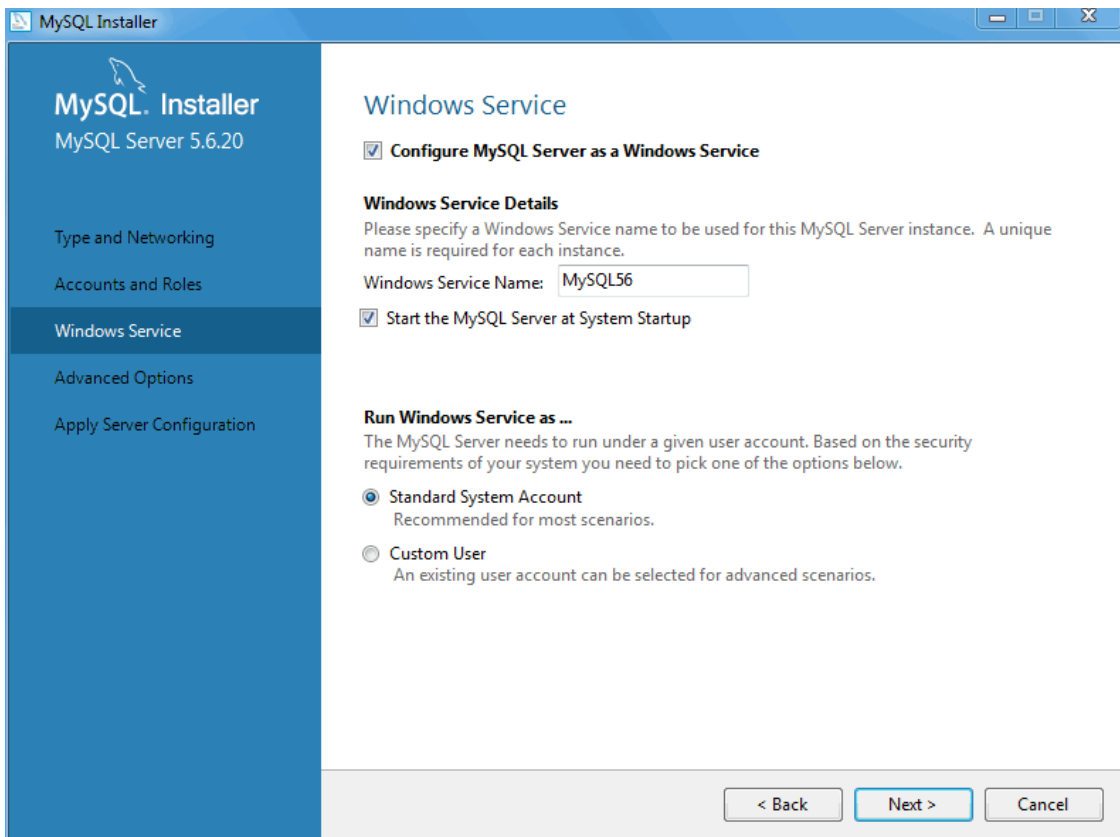 MySQL Installer
MySQL. Installer
MySQL Server 5.6.20
Type and Networking
Accounts and Roles
Windows Service
Advanced Options
Apply Server Configuration
Windows Service
Configure MySQL Server as a Windows Service
Windows Service Details
Please specify a Windows Service name to be used for this MySQL Server instance. A unique
name is required for each instance.
Windows Service Name: MySQL56
Start the MySQL Server at System Startup
Run Windows Service as ...
The MySQL Server needs to run under a given user account. Based on the security
requirements of your system you need to pick one of the options below.
Standard System Account
Recommended for most scenarios.
Custom User
An existing user account can be selected for advanced scenarios.
< Back Next > Cancel